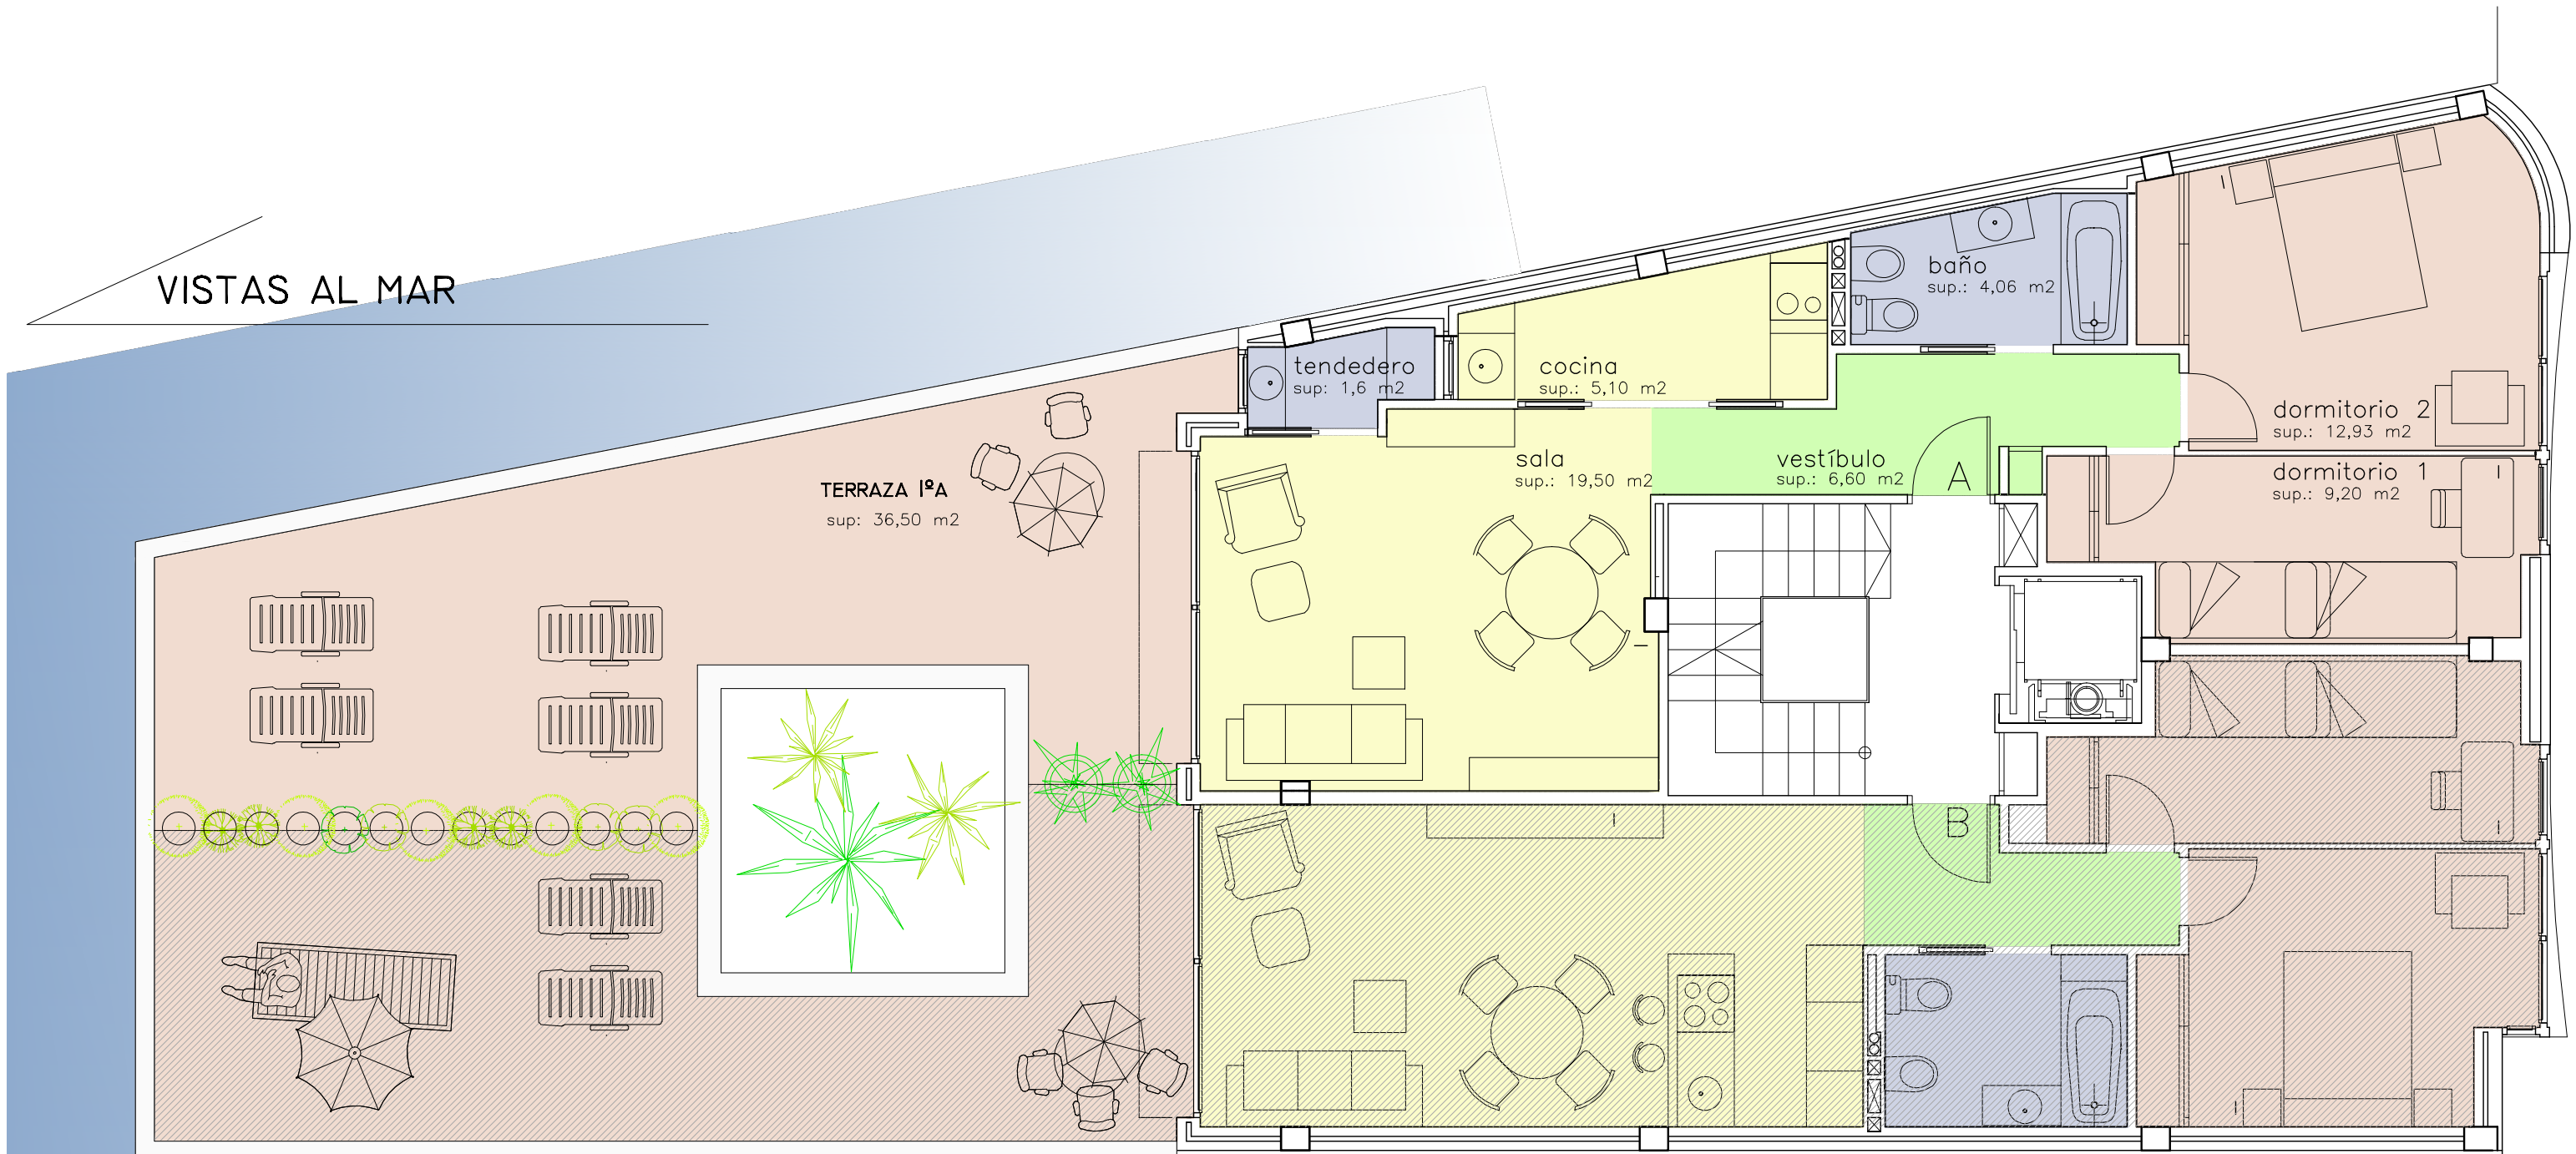 VISTAS AL MAR
baño
sup.: 4,06 m2
tendedero
sup: 1,6 m2
cocina
sup.: 5,10 m2
dormitorio 2
sup.: 12,93 m2
TERRAZA 1ºA
sup: 36,50 m2
sala
sup.: 19,50 m2
vestíbulo
sup.: 6,60 m2
A
dormitorio 1
sup.: 9,20 m2
B